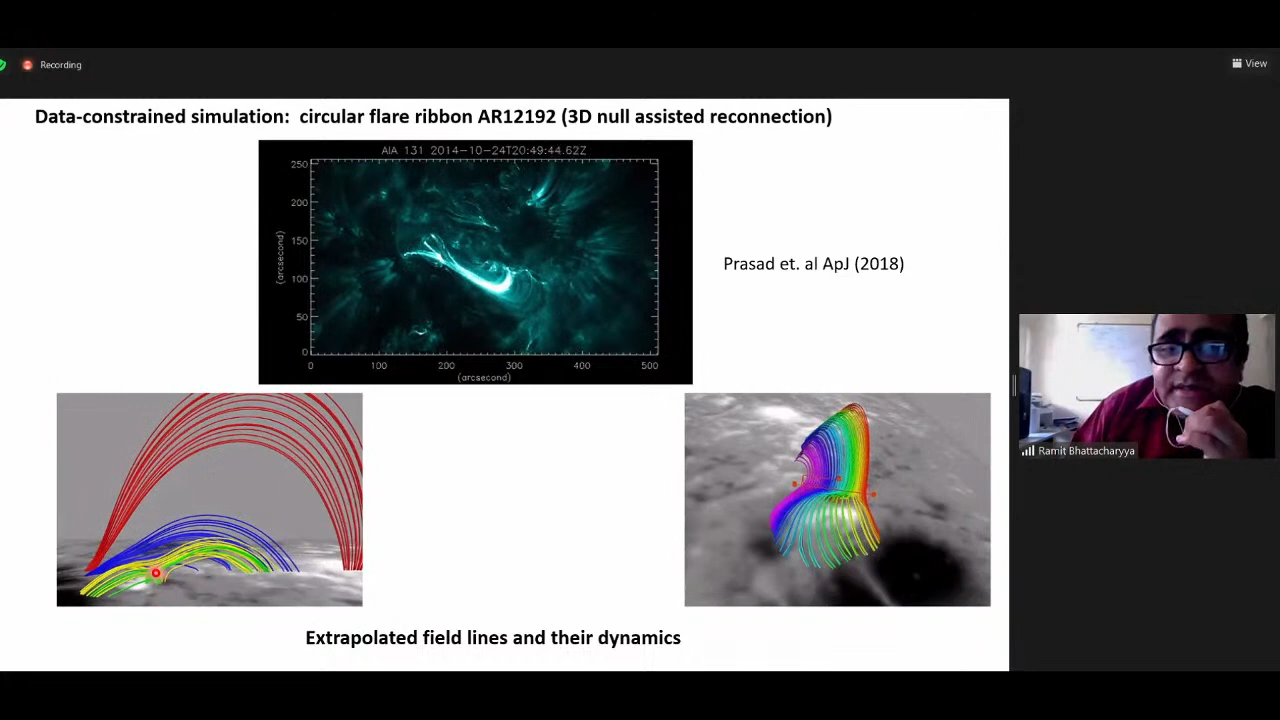 Recording
View
Data-constrained simulation: circular flare ribbon AR12192 (3D null assisted reconnection)
AIA 131 2014-10-24T20:49:44.62Z
250
200
150
100
50
0
(arcsecond)
0 100 200 300 400 500
(arcsecond)
Prasad et. al ApJ (2018)
Ramit Bhattacharyya
Extrapolated field lines and their dynamics